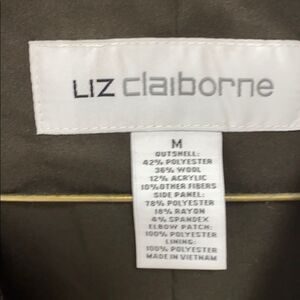 LIZ claiborne
M
OUTSHELL:
42% POLYESTER
36% WOOL
12% ACRYLIC
10% OTHER FIBERS
SIDE PANEL:
78% POLYESTER
18% RAYON
4% SPANDEX
ELBOW PATCH:
100% POLYESTER
LINING:
100% POLYESTER
MADE IN VIETNAM